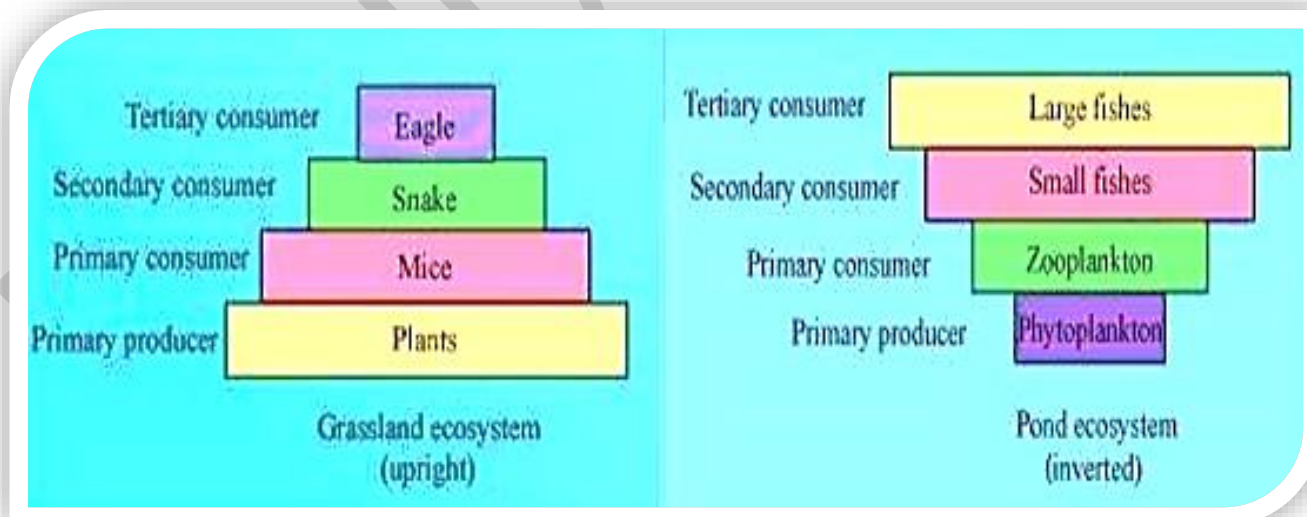 Tertiary consumer
Eagle
Secondary consumer
Snake
Primary consumer
Mice
Primary producer
Plants
Grassland ecosystem
(upright)
Tertiary consumer
Large fishes
Secondary consumer
Small fishes
Primary consumer
Zooplankton
Primary producer
Phytoplankton
Pond ecosystem
(inverted)